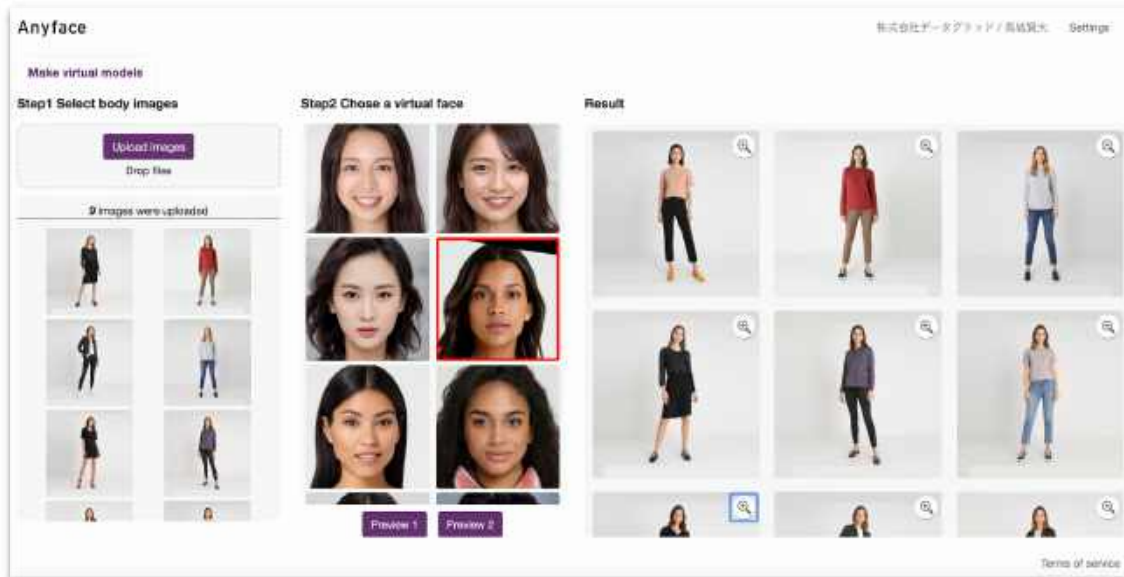 Anyface
株式会社データグリッド / 高城賢大 Settings
Make virtual models
Step1 Select body images
Upload images
Drop files
9 images were uploaded
Step2 Chose a virtual face
Preview 1
Preview 2
Result
Terms of service